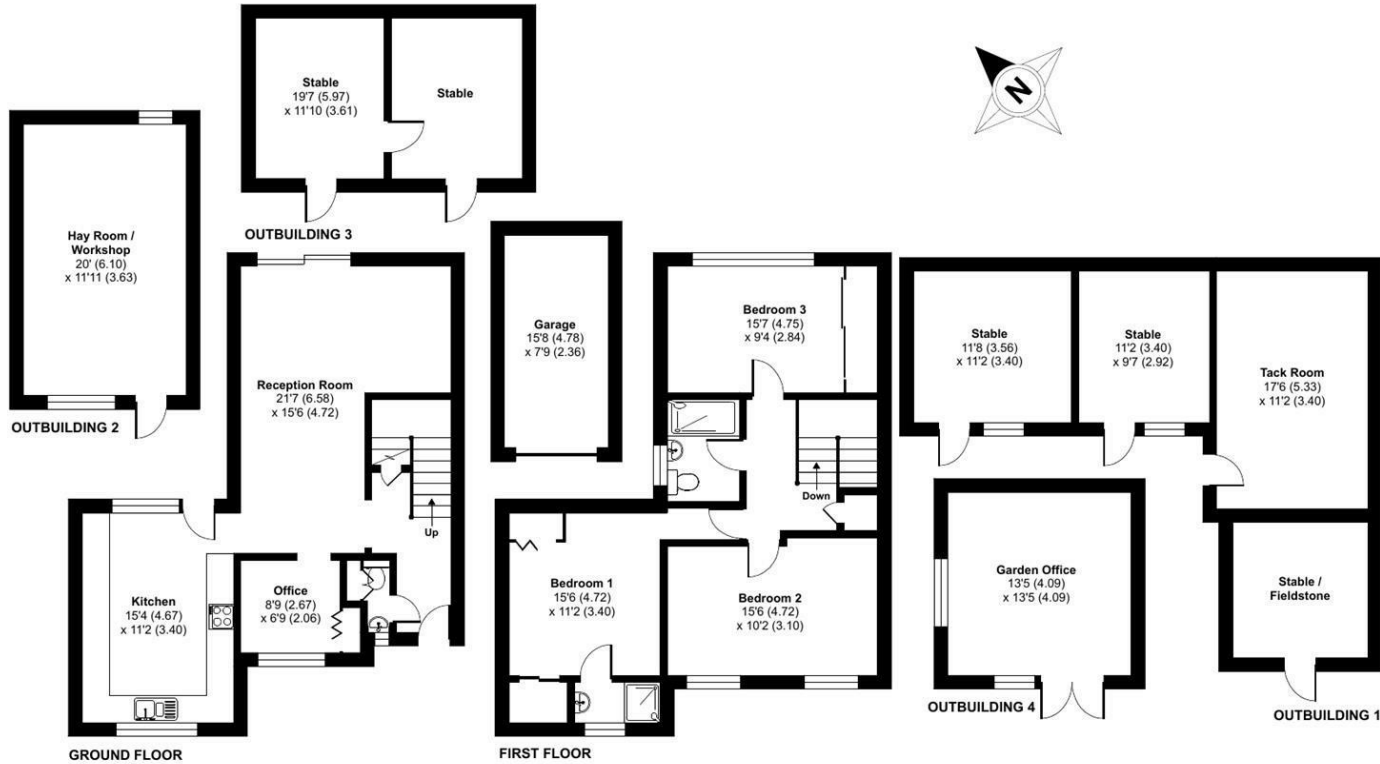 Stable
19'7 (5.97)
x 11'10 (3.61)
Stable
N
Hay Room /
Workshop
20' (6.10)
x 11'11 (3.63)
OUTBUILDING 3
OUTBUILDING 2
Reception Room
21'7 (6.58)
x 15'6 (4.72)
Garage
15'8 (4.78)
x 7'9 (2.36)
Bedroom 3
15'7 (4.75)
x 9'4 (2.84)
Stable
11'8 (3.56)
x 11'2 (3.40)
Stable
11'2 (3.40)
x 9'7 (2.92)
Tack Room
17'6 (5.33)
x 11'2 (3.40)
Up
Down
Kitchen
15'4 (4.67)
x 11'2 (3.40)
Office
8'9 (2.67)
x 6'9 (2.06)
Bedroom 1
15'6 (4.72)
x 11'2 (3.40)
Bedroom 2
15'6 (4.72)
x 10'2 (3.10)
Garden Office
13'5 (4.09)
x 13'5 (4.09)
Stable /
Fieldstone
OUTBUILDING 4
OUTBUILDING 1
GROUND FLOOR
FIRST FLOOR